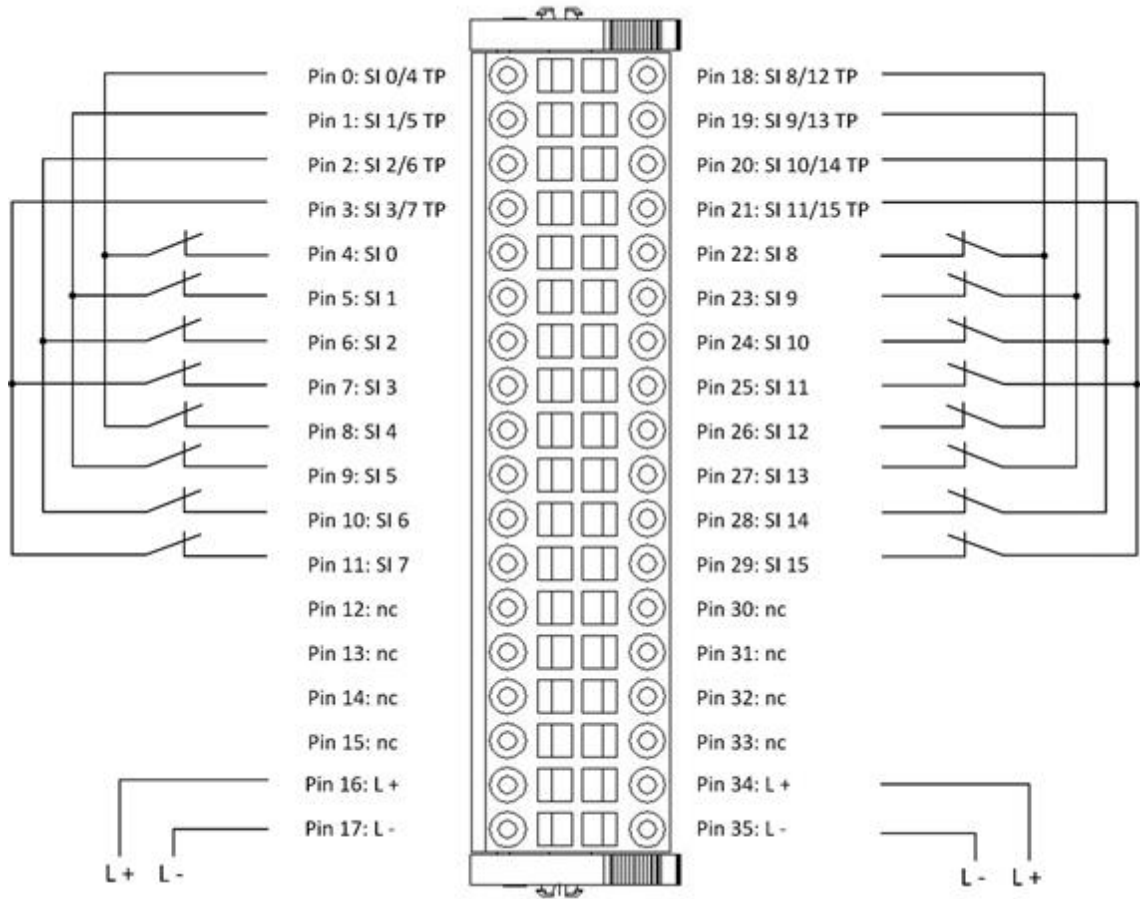 Pin 0: SI 0/4 TP
Pin 1: SI 1/5 TP
Pin 2: SI 2/6 TP
Pin 3: SI 3/7 TP
Pin 4: SI 0
Pin 5: SI 1
Pin 6: SI 2
Pin 7: SI 3
Pin 8: SI 4
Pin 9: SI 5
Pin 10: SI 6
Pin 11: SI 7
Pin 12: nc
Pin 13: nc
Pin 14: nc
Pin 15: nc
Pin 16: L +
Pin 17: L -
L + L -
Pin 18: SI 8/12 TP
Pin 19: SI 9/13 TP
Pin 20: SI 10/14 TP
Pin 21: SI 11/15 TP
Pin 22: SI 8
Pin 23: SI 9
Pin 24: SI 10
Pin 25: SI 11
Pin 26: SI 12
Pin 27: SI 13
Pin 28: SI 14
Pin 29: SI 15
Pin 30: nc
Pin 31: nc
Pin 32: nc
Pin 33: nc
Pin 34: L +
Pin 35: L -
L - L +